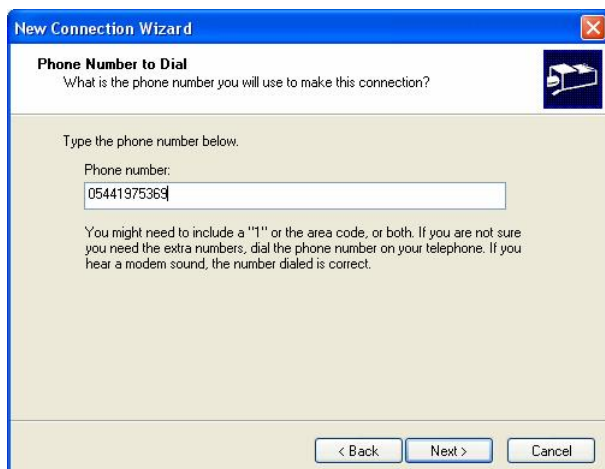 New Connection Wizard
Phone Number to Dial
What is the phone number you will use to make this connection?
Type the phone number below.
Phone number:
05441975369
You might need to include a "1" or the area code, or both. If you are not sure
you need the extra numbers, dial the phone number on your telephone. If you
hear a modem sound, the number dialed is correct.
< Back Next > Cancel